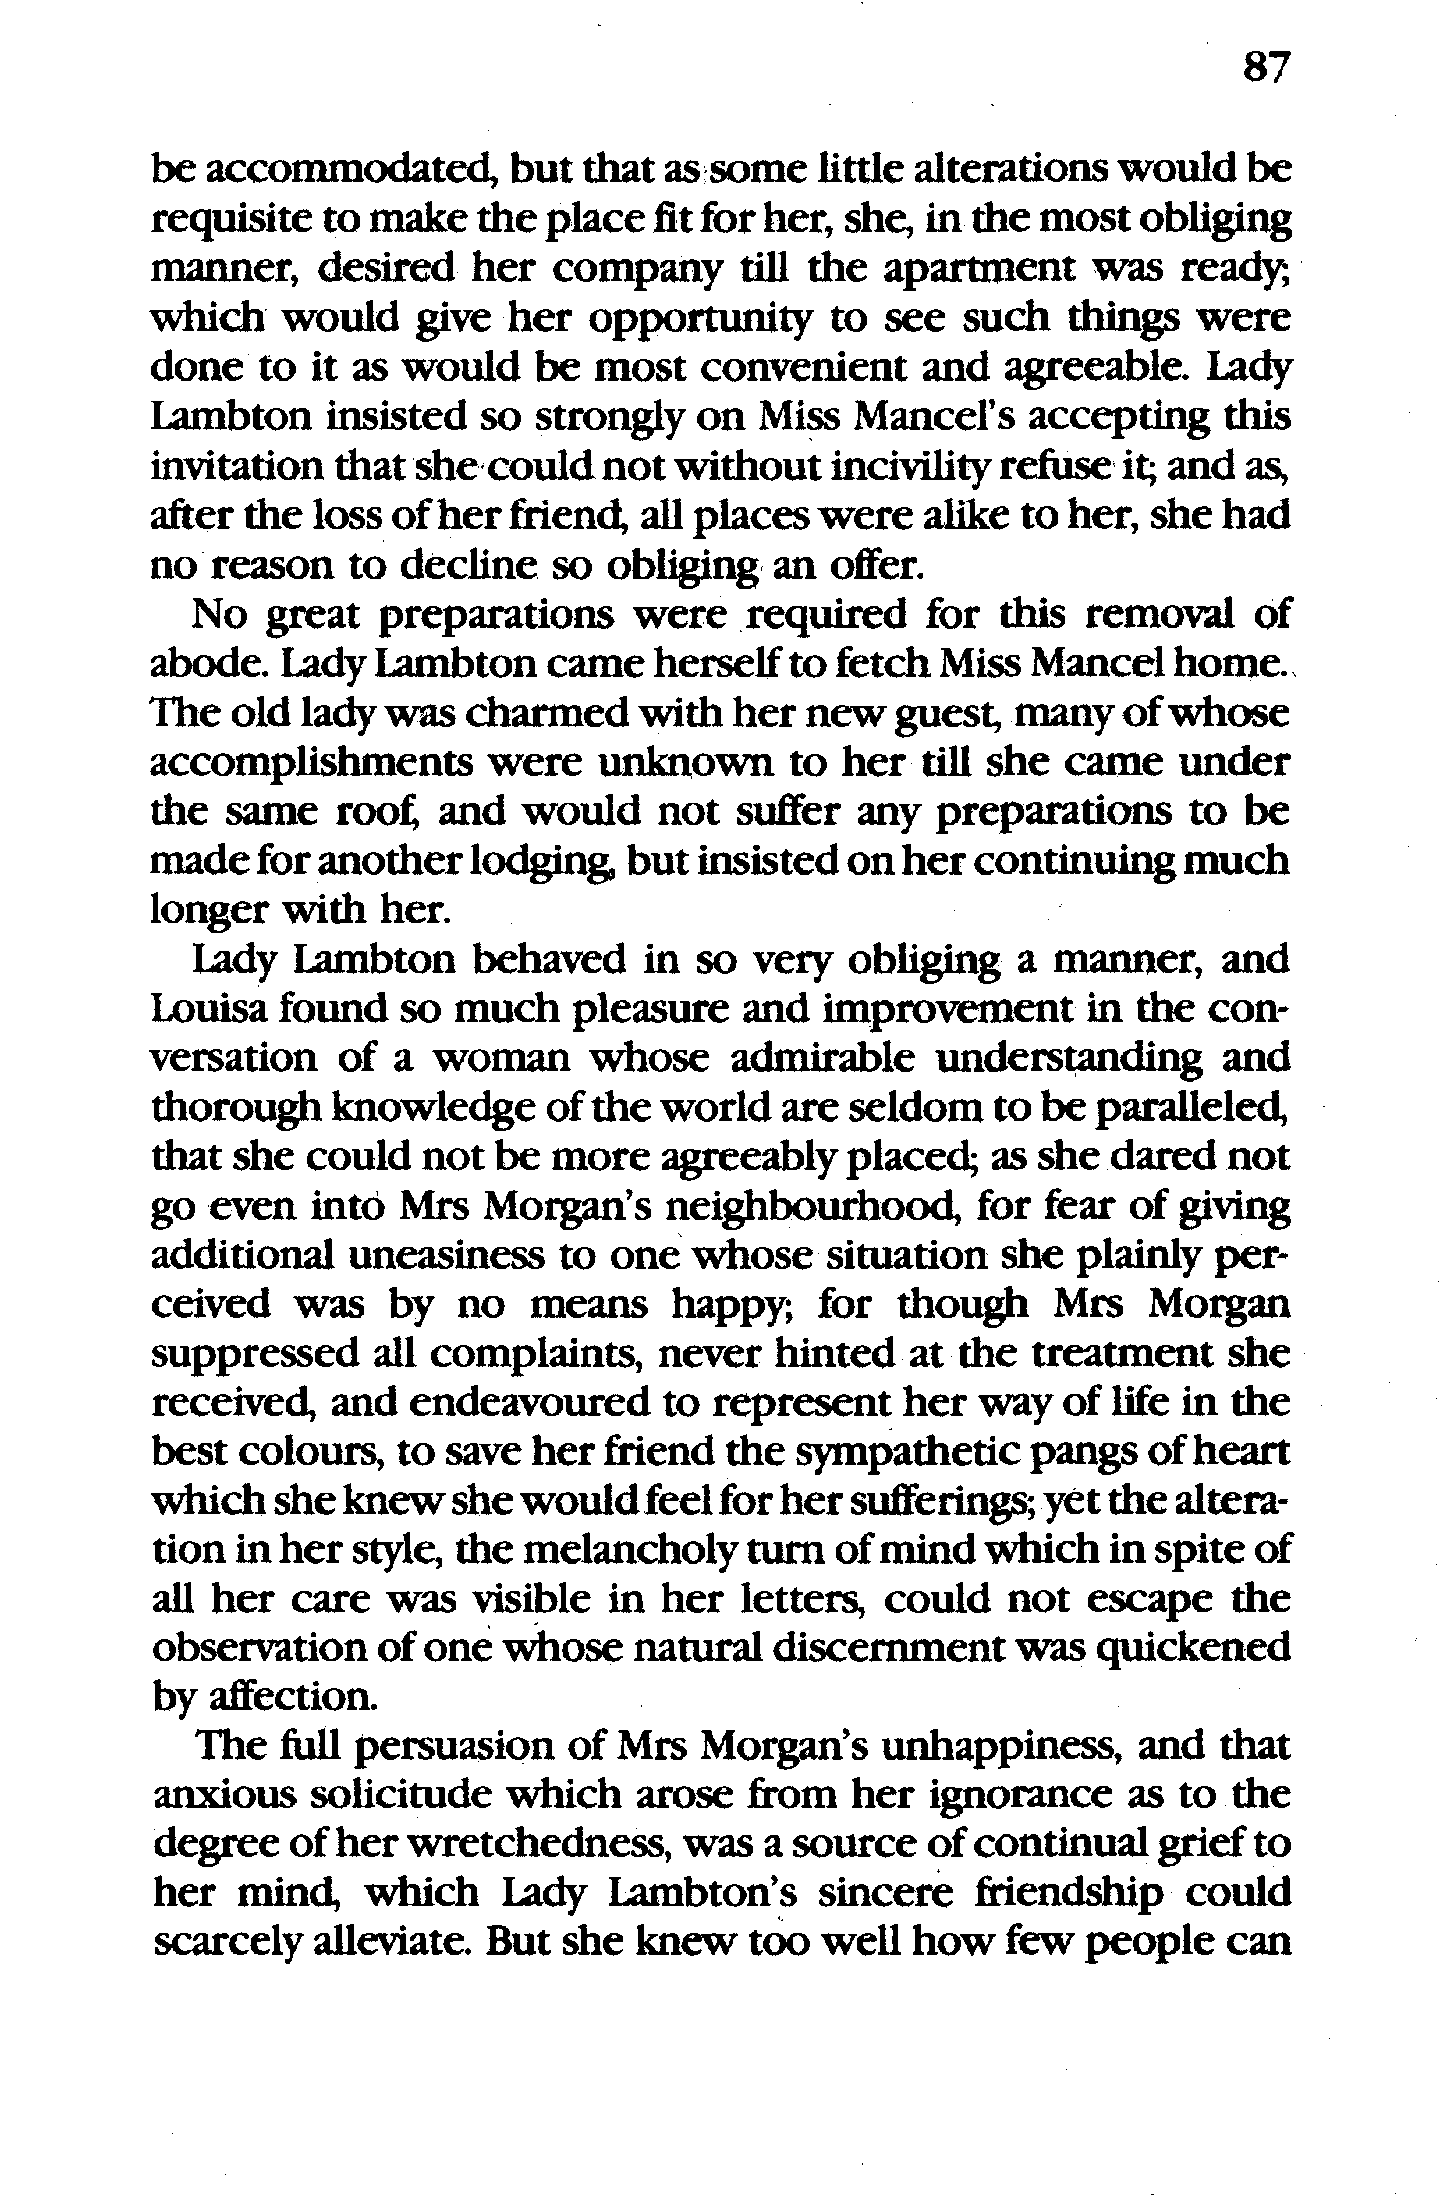 87
be accommodated, but that as some little alterations would be
requisite to make the place fit for her, she, in the most obliging
manner, desired her company till the apartment was ready;
which would give her opportunity to see such things were
done to it as would be most convenient and agreeable. Lady
Lambton insisted so strongly on Miss Mancel's accepting this
invitation that she could not without incivility refuse it; and as,
after the loss of her friend, all places were alike to her, she had
no reason to decline so obliging an offer.
No great preparations were required for this removal of
abode. Lady Lambton came herself to fetch Miss Mancel home.
The old lady was charmed with her new guest, many of whose
accomplishments were unknown to her till she came under
the same roof, and would not suffer any preparations to be
made for another lodging, but insisted on her continuing much
longer with her.
Lady Lambton behaved in so very obliging a manner, and
Louisa found so much pleasure and improvement in the con-
versation of a woman whose admirable understanding and
thorough knowledge of the world are seldom to be paralleled,
that she could not be more agreeably placed; as she dared not
go even into Mrs Morgan's neighbourhood, for fear of giving
additional uneasiness to one whose situation she plainly per-
ceived was by no means happy; for though Mrs Morgan
suppressed all complaints, never hinted at the treatment she
received, and endeavoured to represent her way of life in the
best colours, to save her friend the sympathetic pangs of heart
which she knew she would feel for her sufferings; yet the altera-
tion in her style, the melancholy turn of mind which in spite of
all her care was visible in her letters, could not escape the
observation of one whose natural discernment was quickened
by affection.
The full persuasion of Mrs Morgan's unhappiness, and that
anxious solicitude which arose from her ignorance as to the
degree of her wretchedness, was a source of continual grief to
her mind, which Lady Lambton's sincere friendship could
scarcely alleviate. But she knew too well how few people can